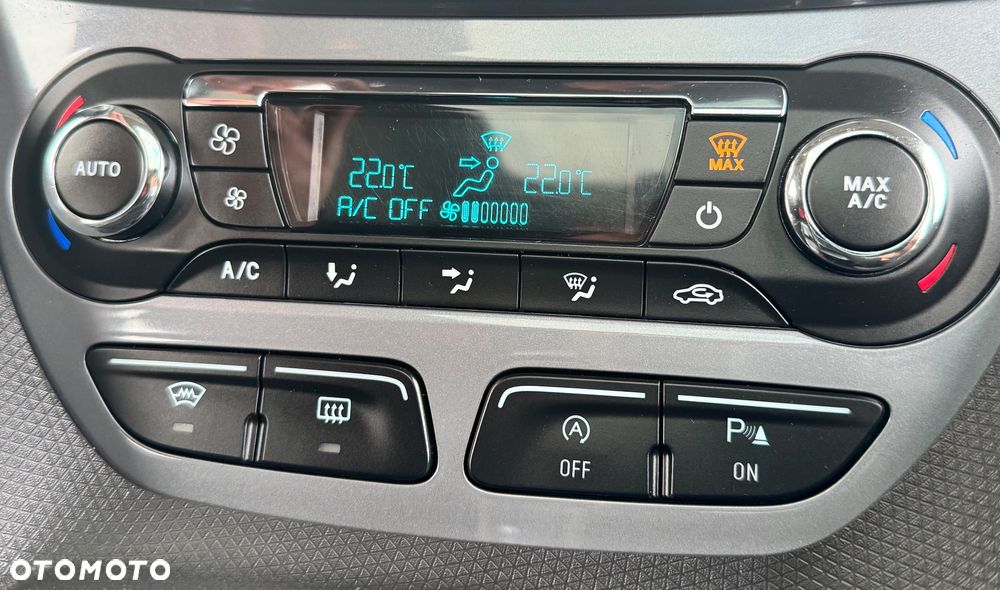 AUTO
22.0°C
22.0°C
A/C OFF
MAX
MAX
A/C
A/C
OFF
P
ON
OTOMOTO